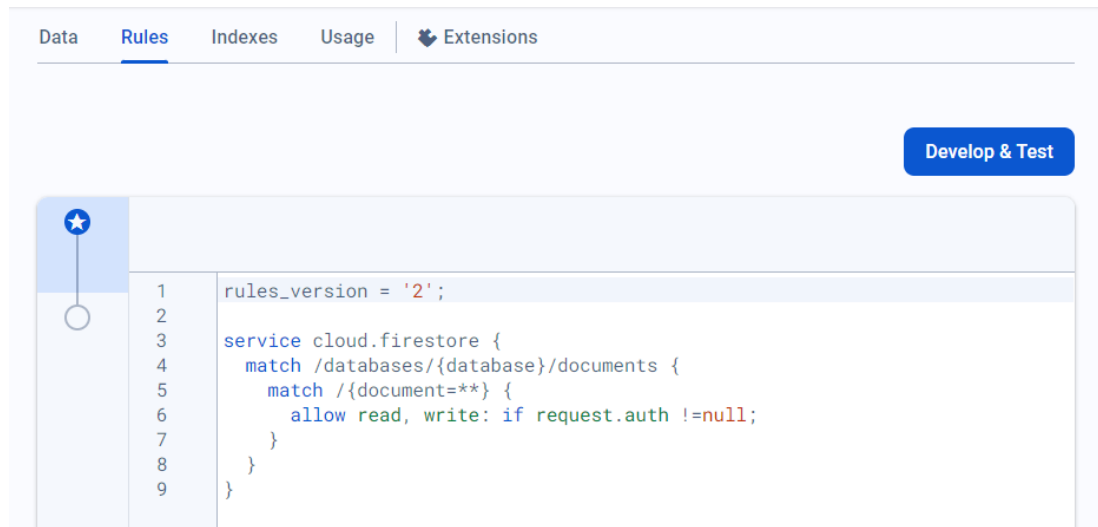 Data Rules Indexes Usage Extensions
Develop & Test
1 rules_version = '2';
2
3 service cloud.firestore {
4 match /databases/{database}/documents {
5 match /{document=**} {
6 allow read, write: if request.auth !=null;
7 }
8 }
9 }